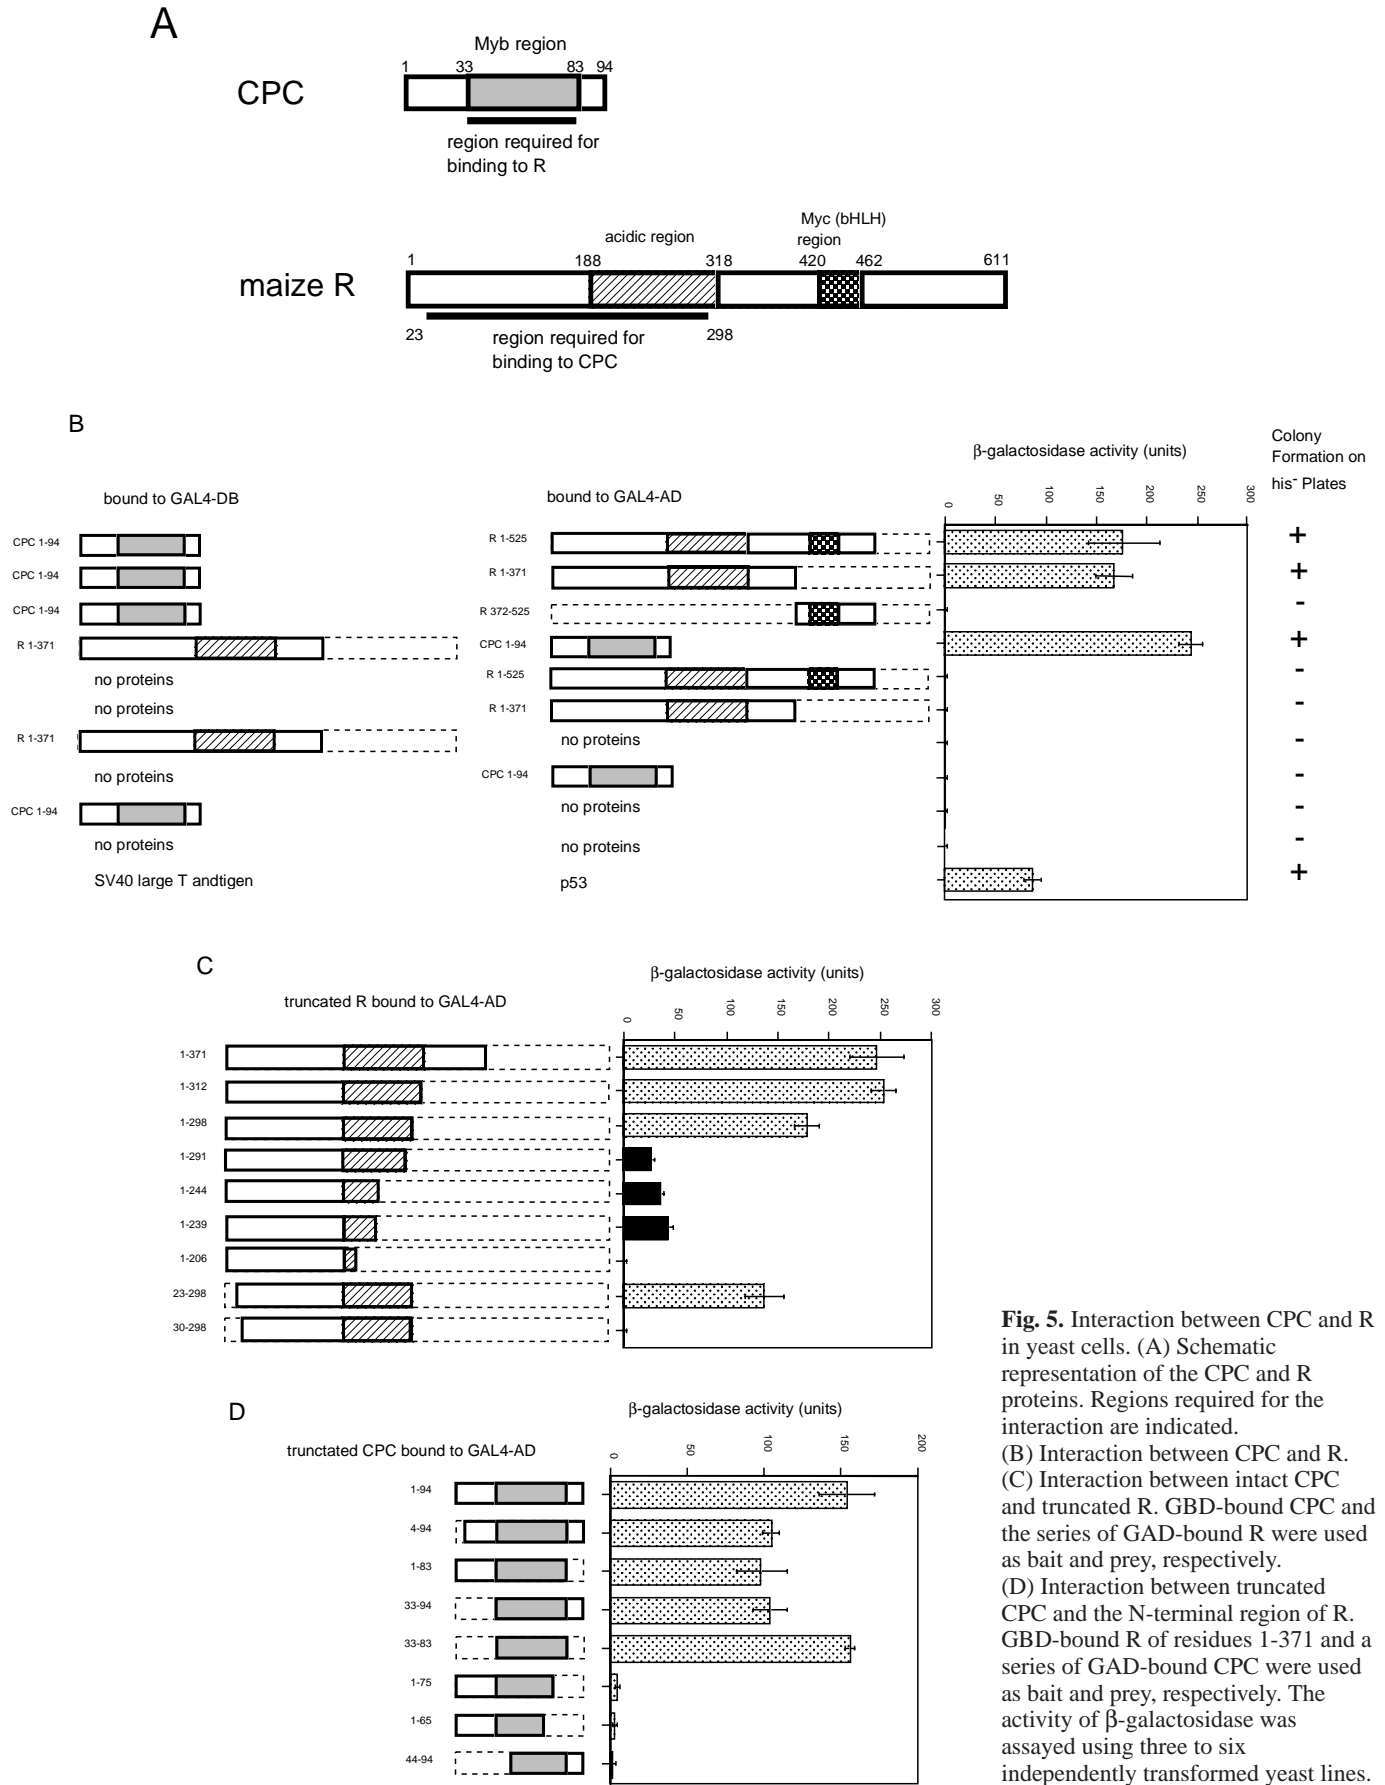 A
Myb region
1 33 83 94
CPC
region required for
binding to R
Myc (bHLH)
acidic region
region
1 188 318 420 462 611
maize R
23
298
region required for
binding to CPC
B
Colony
Formation on
his- Plates
β-galactosidase activity (units)
bound to GAL4-DB
bound to GAL4-AD
0 50 100 150 200 250 300
CPC 1-94
R 1-525
+
CPC 1-94
R 1-371
+
CPC 1-94
R 372-525
-
R 1-371
CPC 1-94
+
no proteins
R 1-525
-
no proteins
R 1-371
-
R 1-371
no proteins
-
no proteins
CPC 1-94
-
CPC 1-94
no proteins
-
no proteins
no proteins
-
SV40 large T andtigen
p53
+
C
β-galactosidase activity (units)
truncated R bound to GAL4-AD
0 50 100 150 200 250 300
1-371
1-312
1-298
1-291
1-244
1-239
1-206
23-298
30-298
D
β-galactosidase activity (units)
trunctated CPC bound to GAL4-AD
0 50 100 150 200
1-94
4-94
1-83
33-94
33-83
1-75
1-65
44-94
Fig. 5. Interaction between CPC and R
in yeast cells. (A) Schematic
representation of the CPC and R
proteins. Regions required for the
interaction are indicated.
(B) Interaction between CPC and R.
(C) Interaction between intact CPC
and truncated R. GBD-bound CPC and
the series of GAD-bound R were used
as bait and prey, respectively.
(D) Interaction between truncated
CPC and the N-terminal region of R.
GBD-bound R of residues 1-371 and a
series of GAD-bound CPC were used
as bait and prey, respectively. The
activity of β-galactosidase was
assayed using three to six
independently transformed yeast lines.